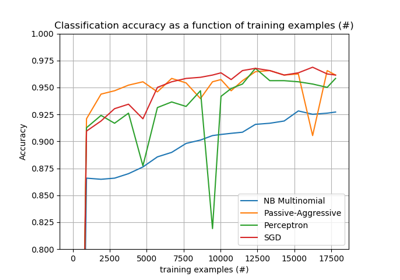 Classification accuracy as a function of training examples (#)
1.000
0.975
0.950
0.925
0.900
0.875
0.850
0.825
0.800
Accuracy
NB Multinomial
Passive-Aggressive
Perceptron
SGD
0 2500 5000 7500 10000 12500 15000 17500
training examples (#)